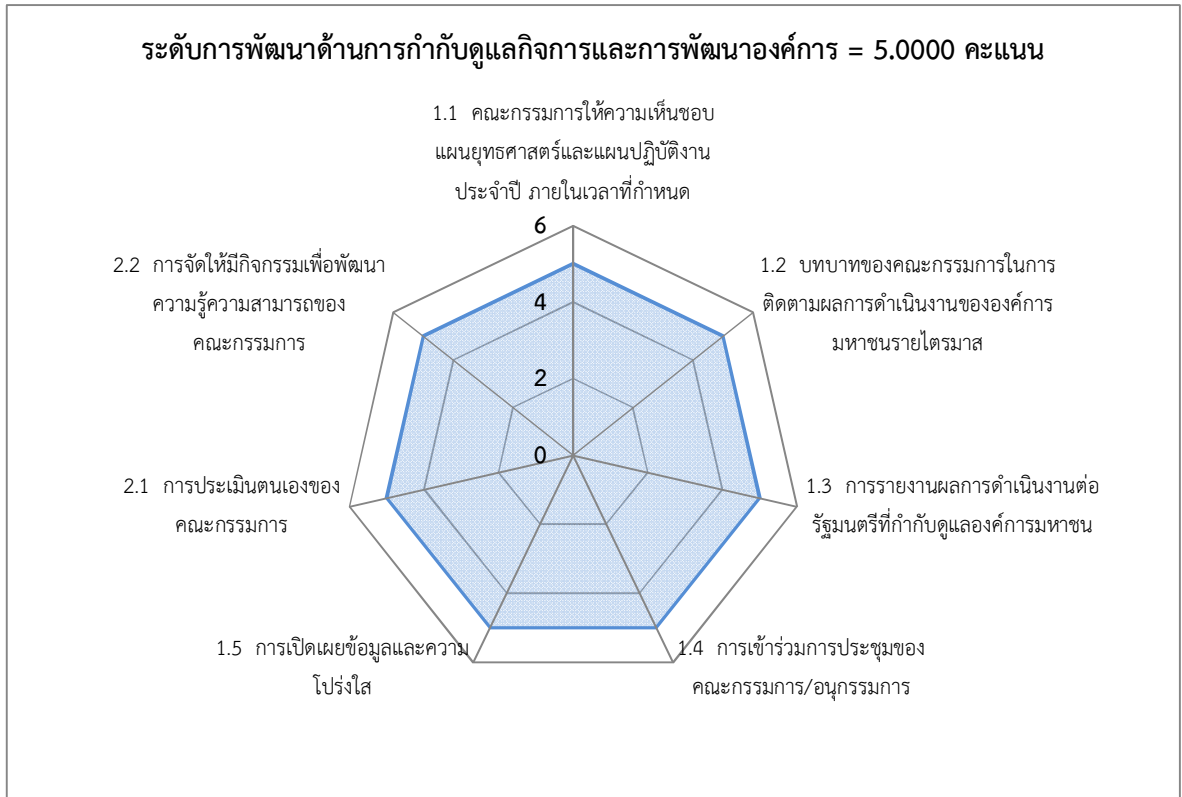 ระดับการพัฒนาด้านการกำกับดูแลกิจการและการพัฒนาองค์การ = 5.0000 คะแนน
1.1 คณะกรรมการให้ความเห็นชอบ
แผนยุทธศาสตร์และแผนปฏิบัติงาน
ประจำปี ภายในเวลาที่กำหนด
1.2 บทบาทของคณะกรรมการในการ
ติดตามผลการดำเนินงานขององค์การ
มหาชนรายไตรมาส
1.3 การรายงานผลการดำเนินงานต่อ
รัฐมนตรีที่กำกับดูแลองค์การมหาชน
1.4 การเข้าร่วมการประชุมของ
คณะกรรมการ/อนุกรรมการ
1.5 การเปิดเผยข้อมูลและความ
โปร่งใส
2.1 การประเมินตนเองของ
คณะกรรมการ
2.2 การจัดให้มีกิจกรรมเพื่อพัฒนา
ความรู้ความสามารถของ
คณะกรรมการ
6
4
2
0